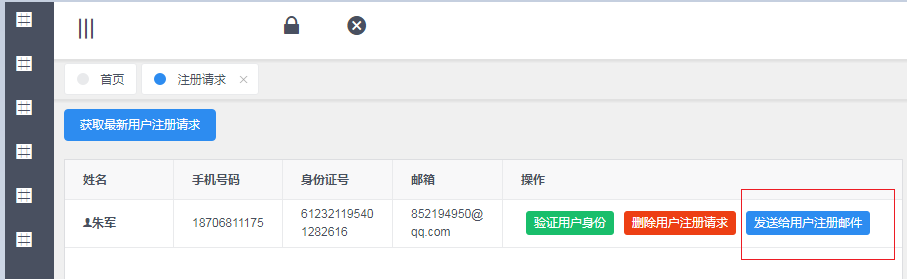 首页
注册请求
获取最新用户注册请求
姓名 手机号码 身份证号 邮箱 操作
朱军 18706811175 61232119540 852194950@ 验证用户身份 删除用户注册请求 发送给用户注册邮件
1282616 qq.com